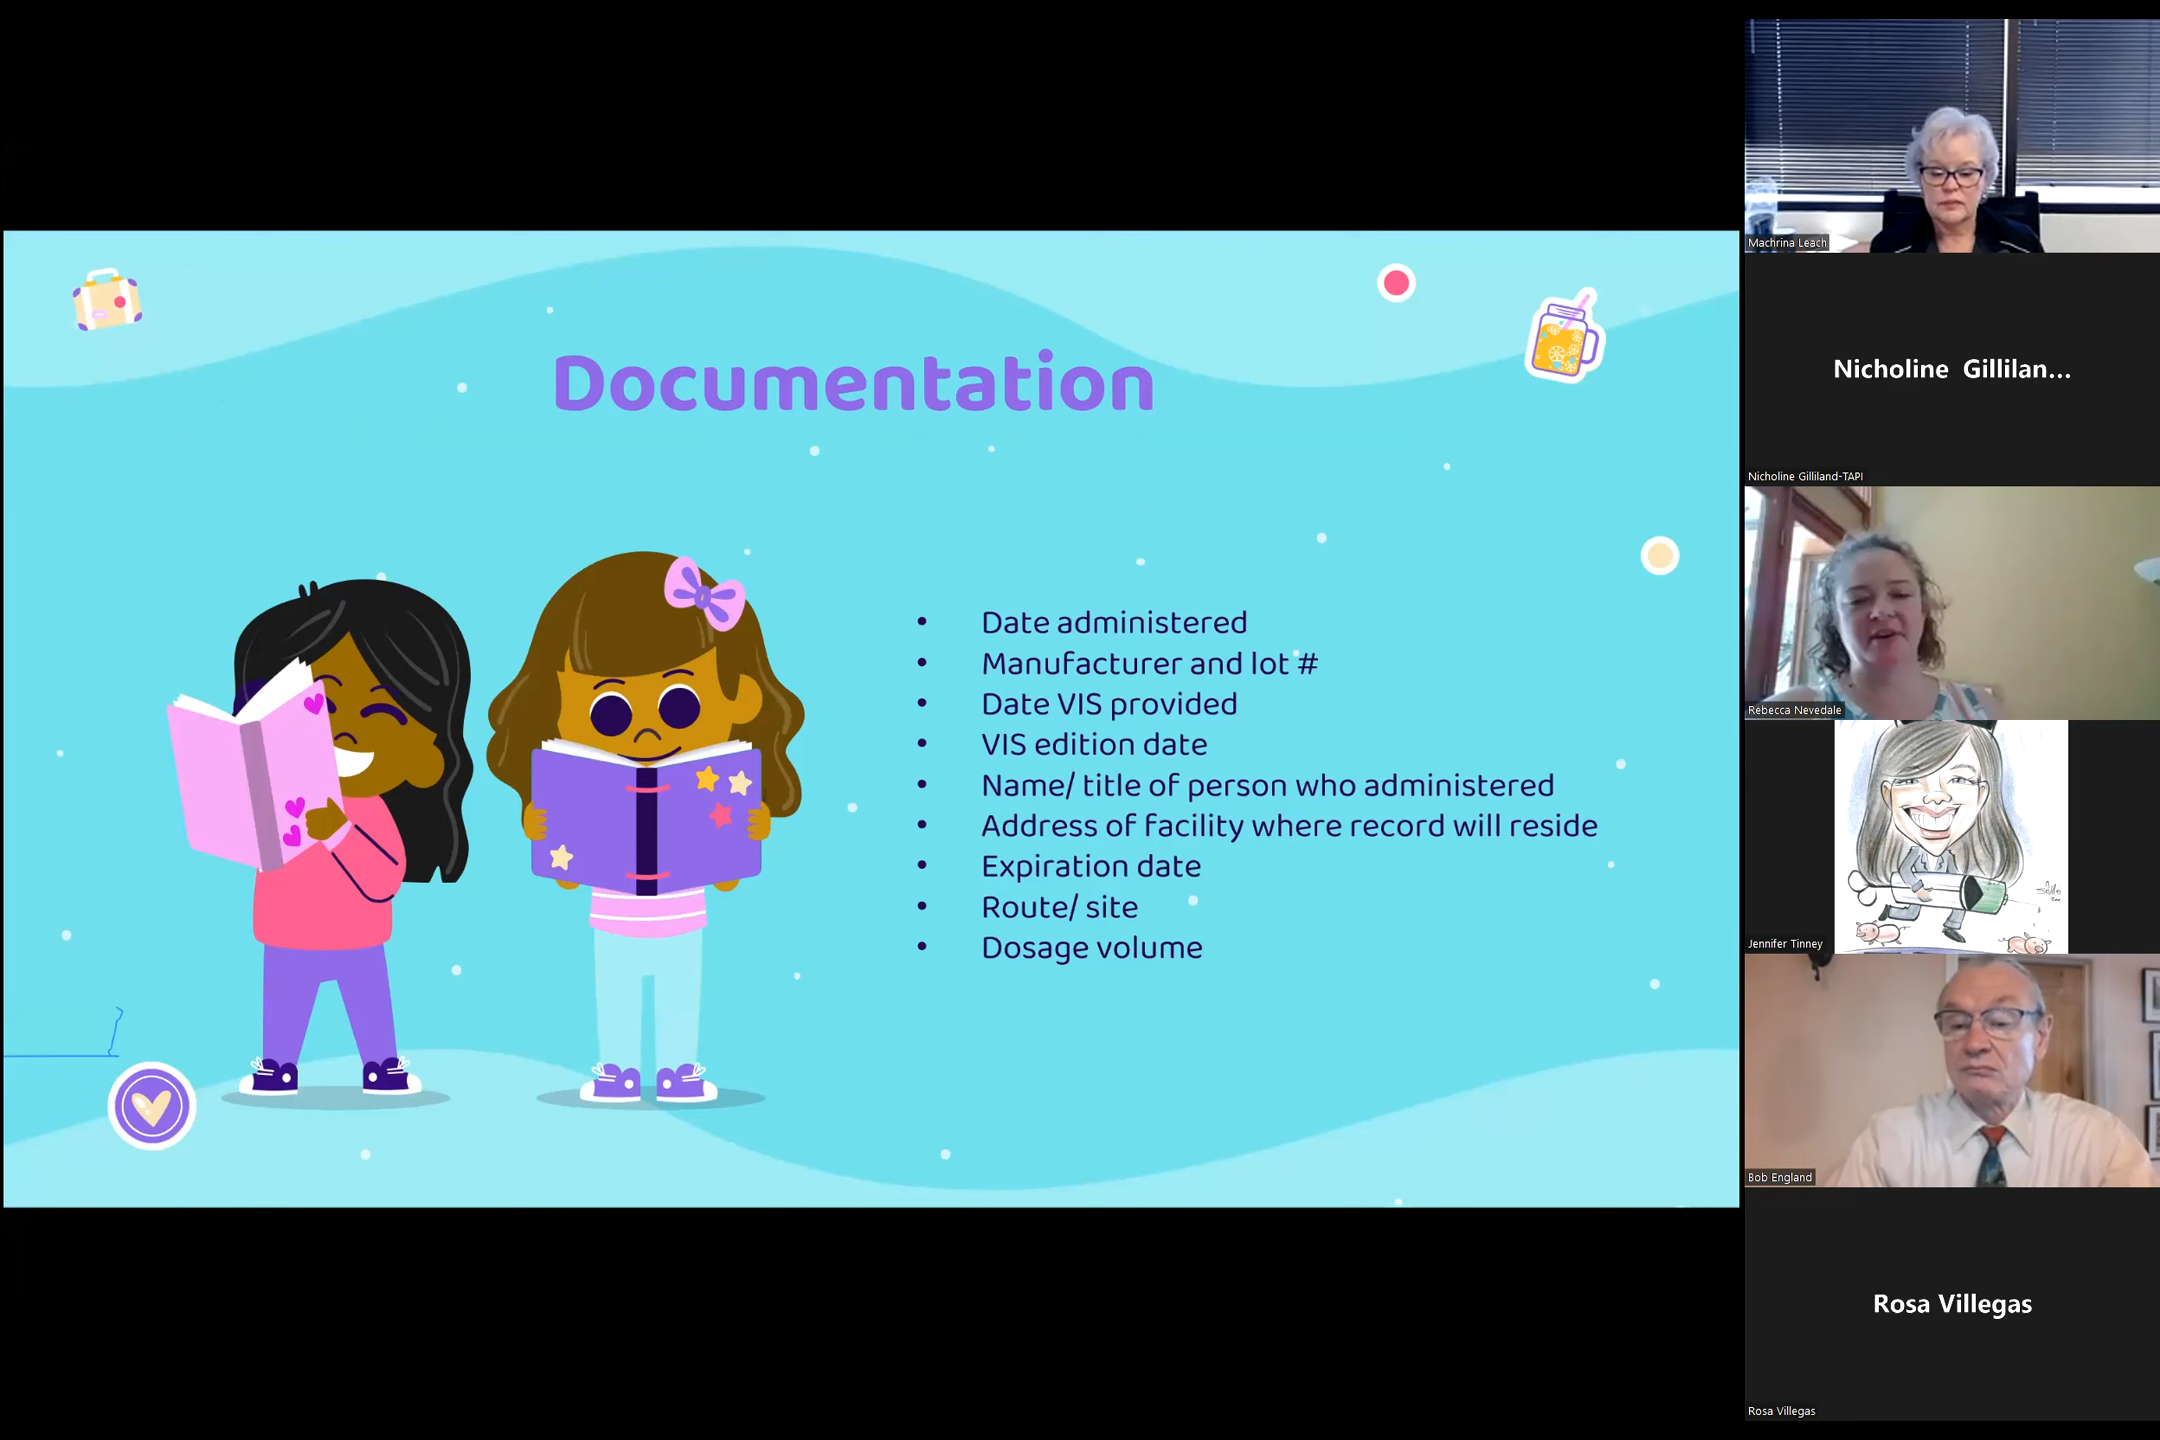 Documentation
• Date administered
• Manufacturer and lot #
• Date VIS provided
• VIS edition date
• Name/ title of person who administered
• Address of facility where record will reside
• Expiration date
• Route/ site
• Dosage volume
Machrina Leach
Nicholine Gillilan...
Nicholine Gilliland-TAPI
Rebecca Nevedale
Jennifer Tinney
Bob England
Rosa Villegas
Rosa Villegas